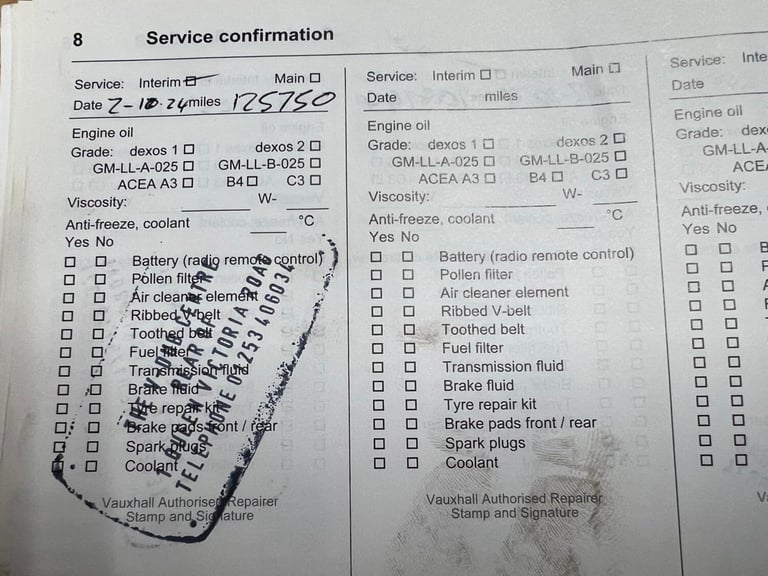 8 Service confirmation
Service: Interim Main
Date 2-10-24 miles 125750
Engine oil
Grade: dexos 1 dexos 2
GM-LL-A-025 GM-LL-B-025
ACEA A3 B4 C3
Viscosity: W-
Anti-freeze, coolant °C
Yes No
Battery (radio remote control)
Pollen filter
Air cleaner element
Ribbed V-belt
Toothed belt
Fuel filter
Transmission fluid
Brake fluid
Tyre repair kit
Brake pads front / rear
Spark plugs
Coolant
Vauxhall Authorised Repairer
Stamp and Signature
CENTRE
REAR OF
VICTORIA ROAD
TELEPHONE 01253 406034
Service: Interim Main
Date miles
Engine oil
Grade: dexos 1 dexos 2
GM-LL-A-025 GM-LL-B-025
ACEA A3 B4 C3
Viscosity: W-
Anti-freeze, coolant °C
Yes No
Battery (radio remote control)
Pollen filter
Air cleaner element
Ribbed V-belt
Toothed belt
Fuel filter
Transmission fluid
Brake fluid
Tyre repair kit
Brake pads front / rear
Spark plugs
Coolant
Vauxhall Authorised Repairer
Stamp and Signature
Service: Inte
Date
Engine oil
Grade: dex
GM-LL-A-
ACEA
Viscosity:
Anti-freeze,
Yes No
B
P
A